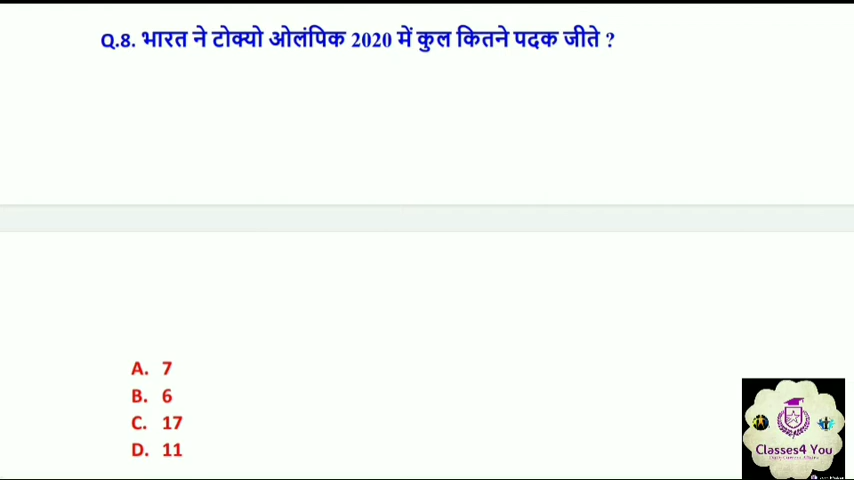 Q.8. भारत ने टोक्यो ओलंपिक 2020 में कुल कितने पदक जीते ?
A. 7
B. 6
C. 17
D. 11
Classes4 You